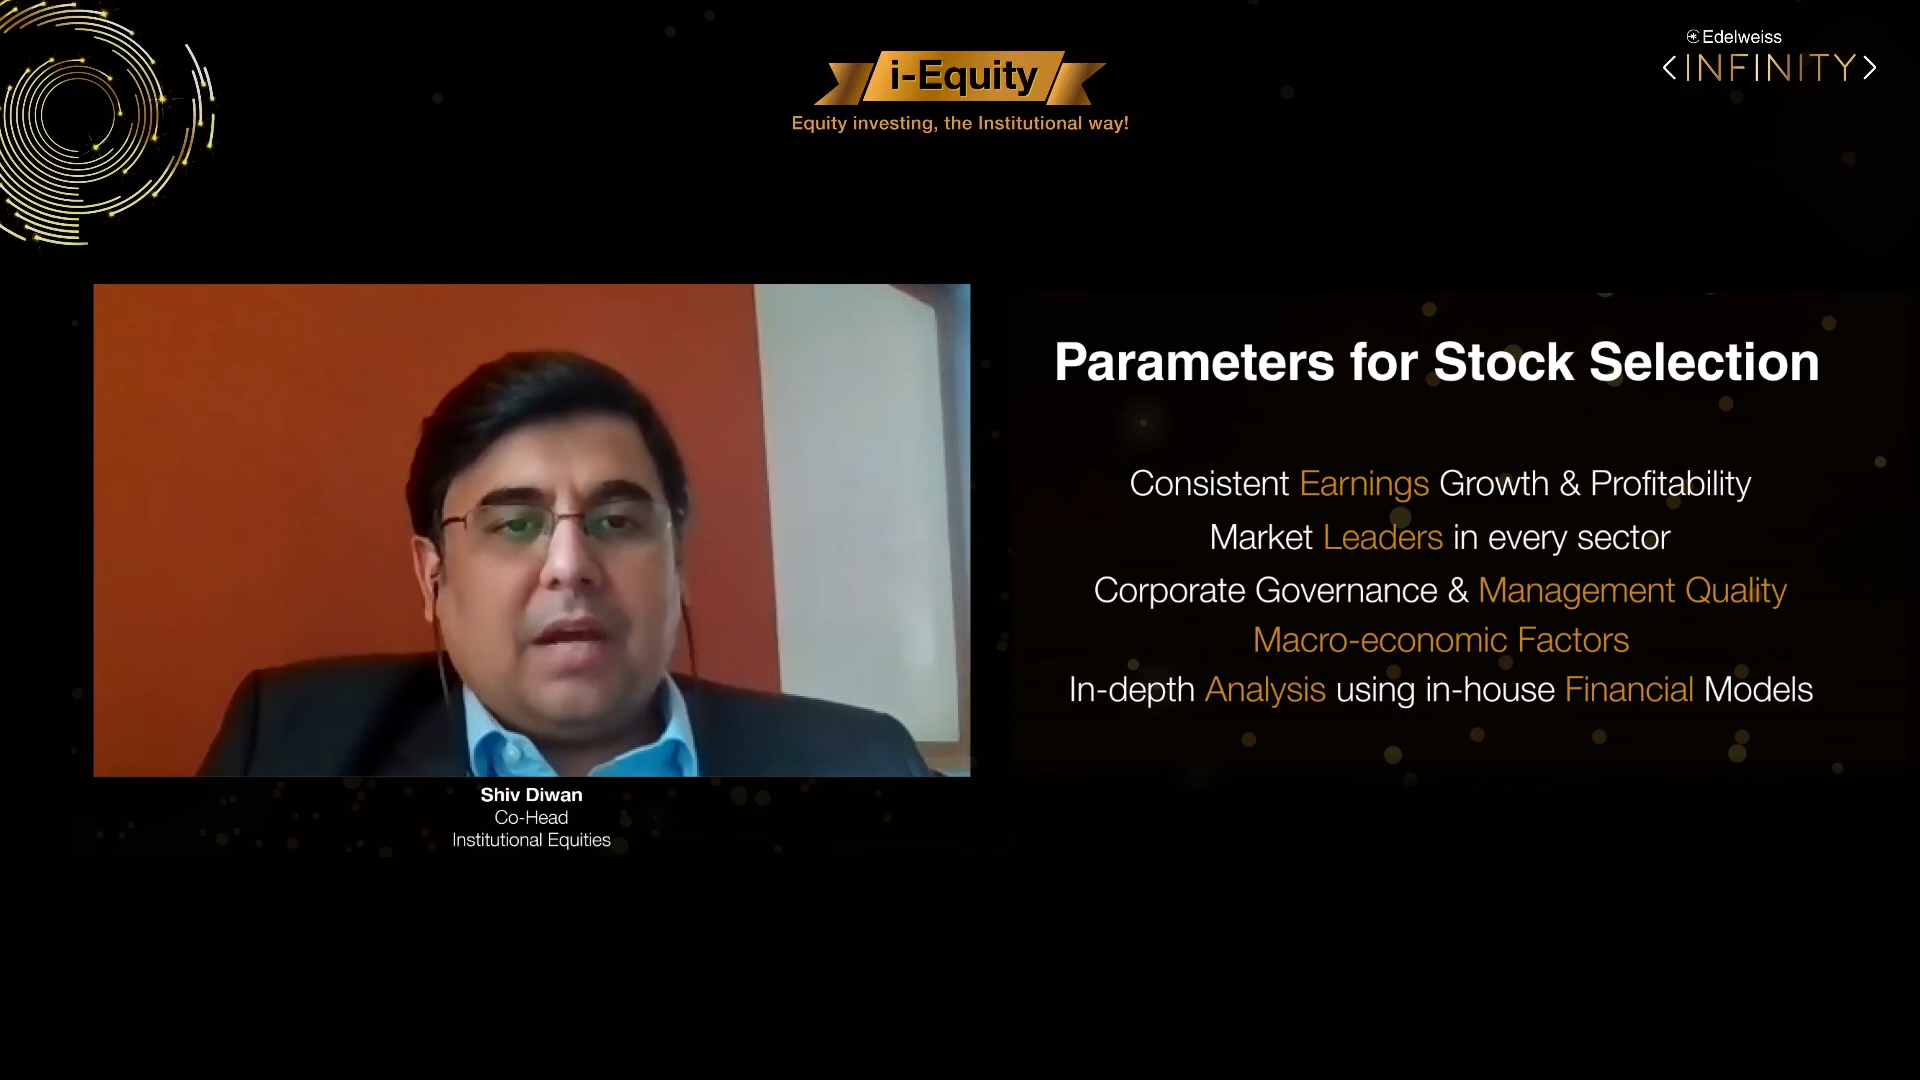 i-Equity
Equity investing, the Institutional way!
Edelweiss
INFINITY
Parameters for Stock Selection
Consistent Earnings Growth & Profitability
Market Leaders in every sector
Corporate Governance & Management Quality
Macro-economic Factors
In-depth Analysis using in-house Financial Models
Shiv Diwan
Co-Head
Institutional Equities